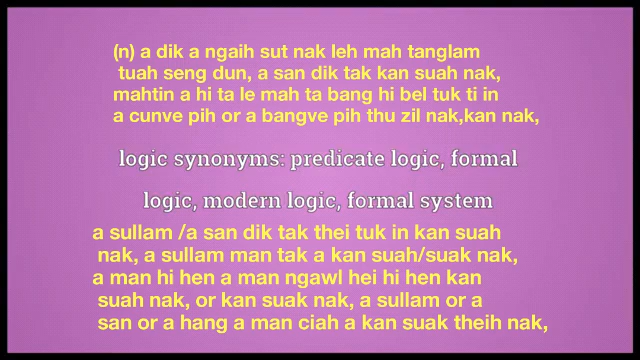 (n) a dik a ngaih sut nak leh mah tanglam
tuah seng dun, a san dik tak kan suah nak,
mahtin a hi ta le mah ta bang hi bel tuk ti in
a cunve pih or a bangve pih thu zil nak,kan nak,
logic synonyms: predicate logic, formal
logic, modern logic, formal system
a sullam /a san dik tak thei tuk in kan suah
nak, a sullam man tak a kan suah/suak nak,
a man hi hen a man ngawl hei hi hen kan
suah nak, or kan suak nak, a sullam or a
san or a hang a man ciah a kan suak theih nak,